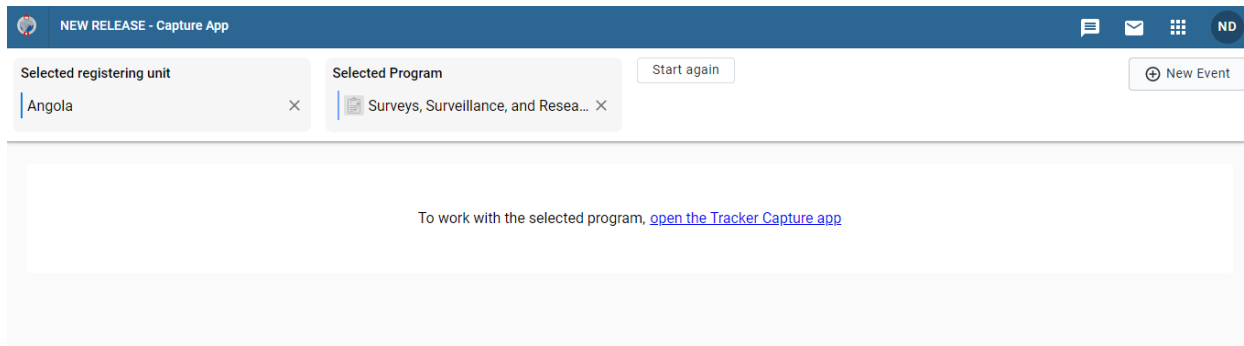 NEW RELEASE - Capture App
ND
Selected registering unit
Angola
Selected Program
Surveys, Surveillance, and Resea...
Start again
New Event
To work with the selected program, open the Tracker Capture app